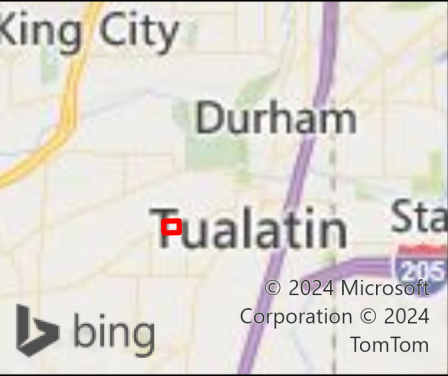 King City
Durham
Tualatin
Sta
205
© 2024 Microsoft
Corporation © 2024
TomTom
bing